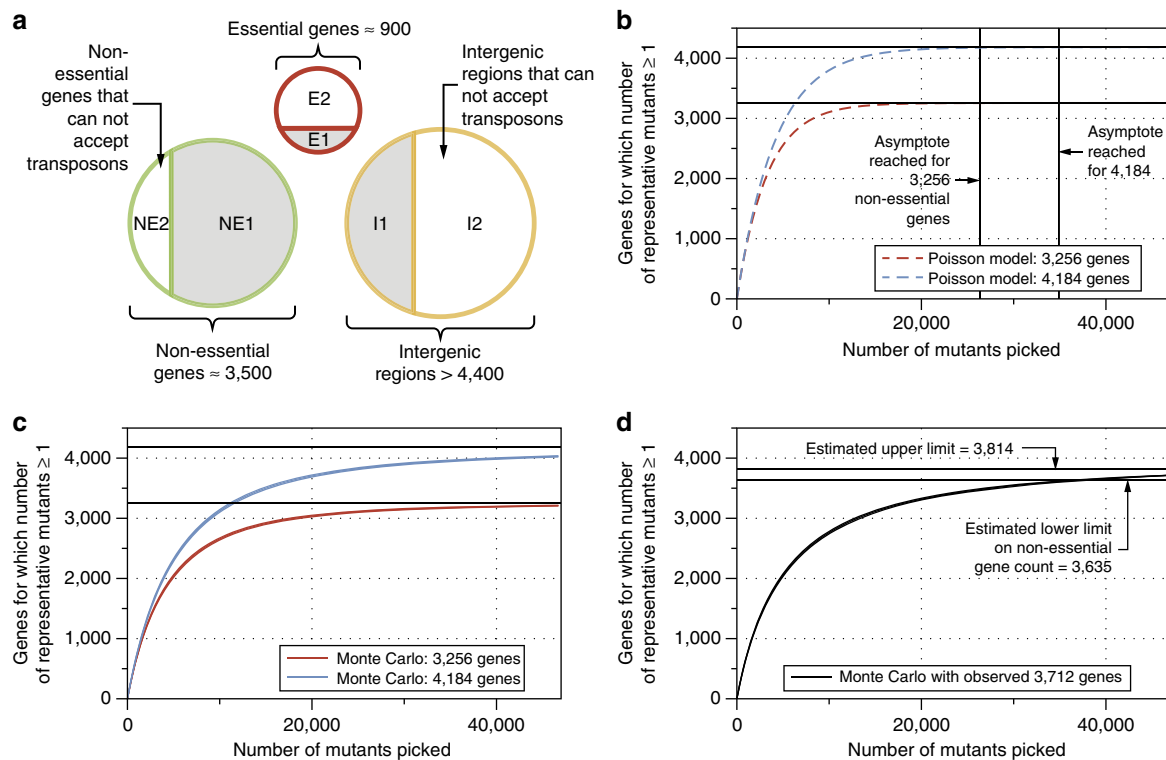 a
Essential genes ≈ 900
Non-
essential
genes that
can not
accept
transposons
Intergenic
regions that can
not accept
transposons
E2
E1
NE2
NE1
I1
I2
Non-essential
genes ≈ 3,500
Intergenic
regions > 4,400
b
Genes for which number
of representative mutants ≥ 1
4,000
3,000
2,000
1,000
0
Asymptote
reached for
3,256
non-essential
genes
Asymptote
reached
for 4,184
Poisson model: 3,256 genes
Poisson model: 4,184 genes
0
20,000
40,000
Number of mutants picked
c
Genes for which number
of representative mutants ≥ 1
4,000
3,000
2,000
1,000
0
Monte Carlo: 3,256 genes
Monte Carlo: 4,184 genes
0
20,000
40,000
Number of mutants picked
d
Genes for which number
of representative mutants ≥ 1
4,000
3,000
2,000
1,000
0
Estimated upper limit = 3,814
Estimated lower limit
on non-essential
gene count = 3,635
Monte Carlo with observed 3,712 genes
0
20,000
40,000
Number of mutants picked